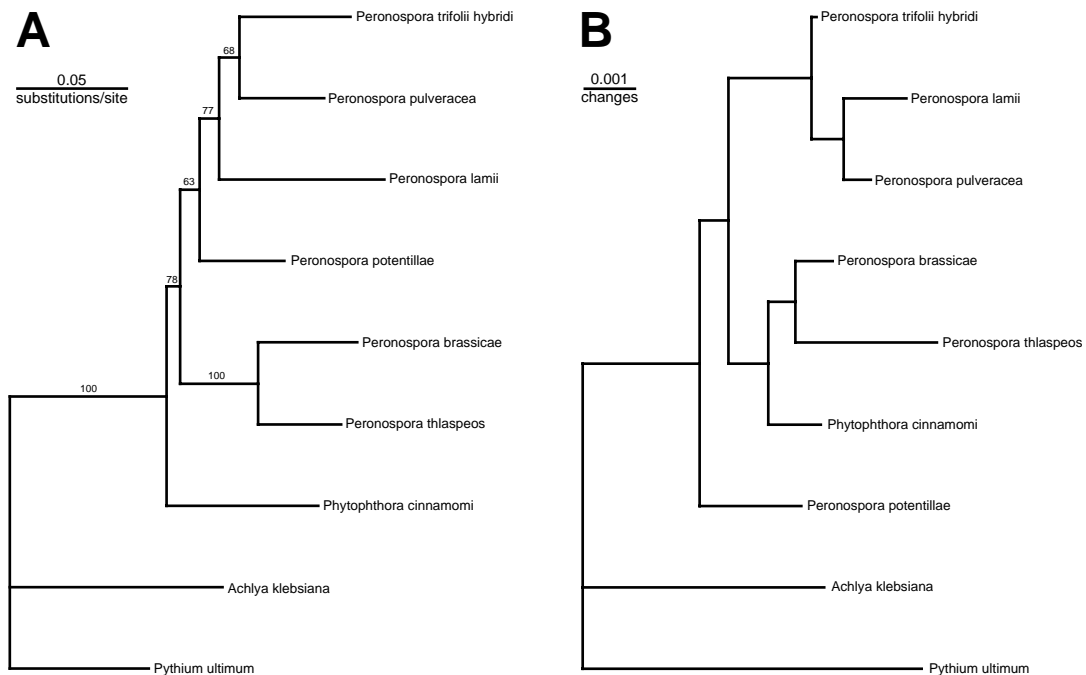 A
0.05
substitutions/site
68
77
63
78
100
100
Peronospora trifolii hybridi
Peronospora pulveracea
Peronospora lamii
Peronospora potentillae
Peronospora brassicae
Peronospora thlaspeos
Phytophthora cinnamomi
Achlya klebsiana
Pythium ultimum
B
0.001
changes
Peronospora trifolii hybridi
Peronospora lamii
Peronospora pulveracea
Peronospora brassicae
Peronospora thlaspeos
Phytophthora cinnamomi
Peronospora potentillae
Achlya klebsiana
Pythium ultimum